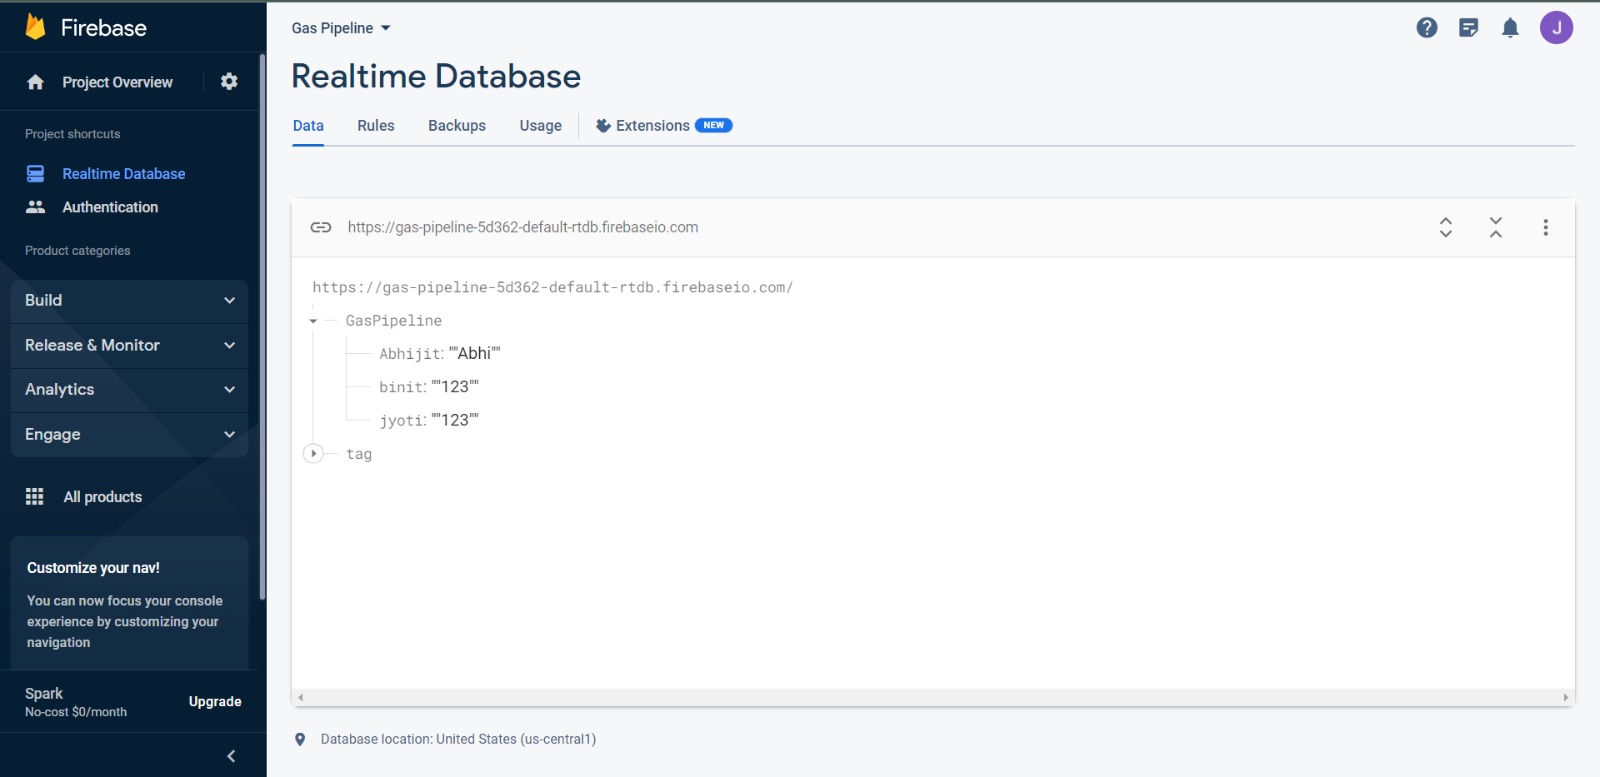 Firebase
Gas Pipeline
J
Project Overview
Realtime Database
Project shortcuts
Data Rules Backups Usage Extensions NEW
Realtime Database
Authentication
Product categories
https://gas-pipeline-5d362-default-rtdb.firebaseio.com
Build
Release & Monitor
Analytics
Engage
All products
https://gas-pipeline-5d362-default-rtdb.firebaseio.com/
GasPipeline
Abhijit: ""Abhi""
binit: ""123""
jyoti: ""123""
tag
Customize your nav!
You can now focus your console
experience by customizing your
navigation
Spark
No-cost $0/month
Upgrade
Database location: United States (us-central1)